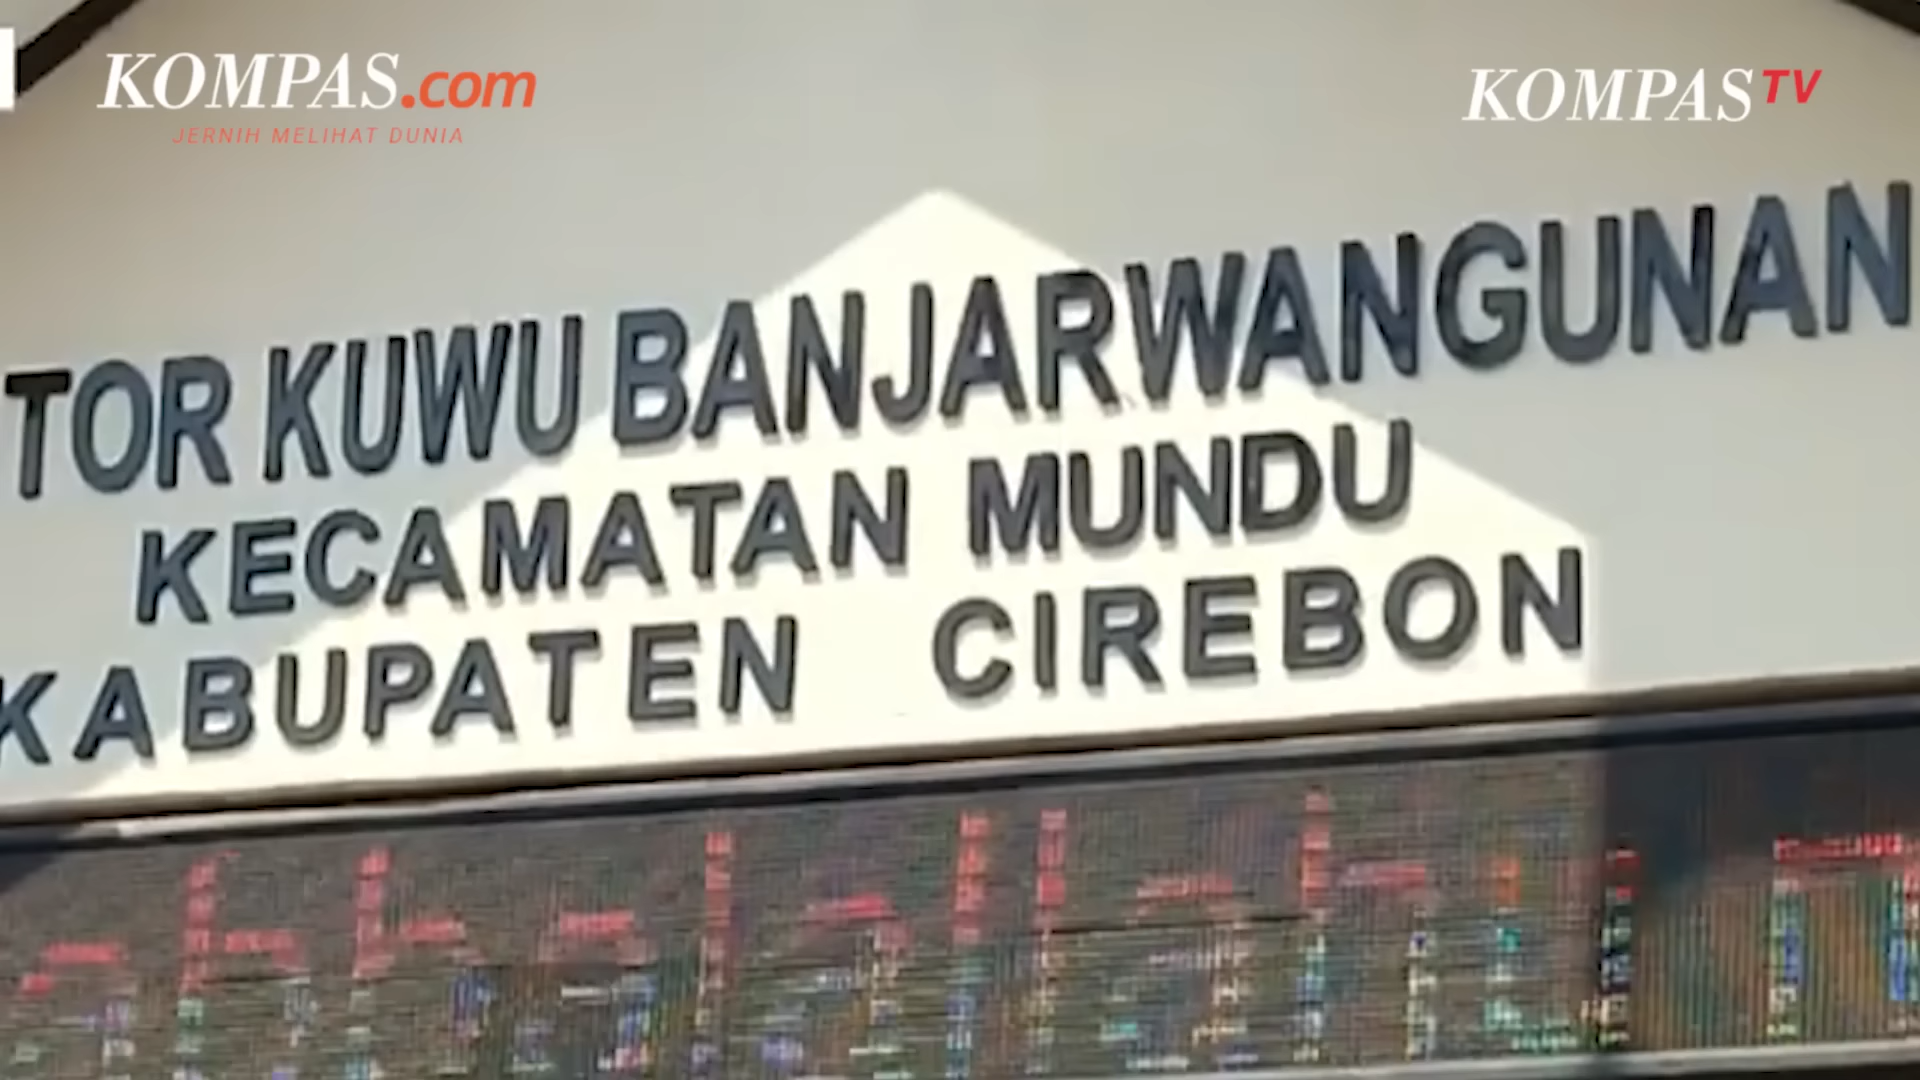 KOMPAS.com
JERNIH MELIHAT DUNIA
KOMPASTV
TOR KUWU BANJARWANGUNAN
KECAMATAN MUNDU
KABUPATEN CIREBON